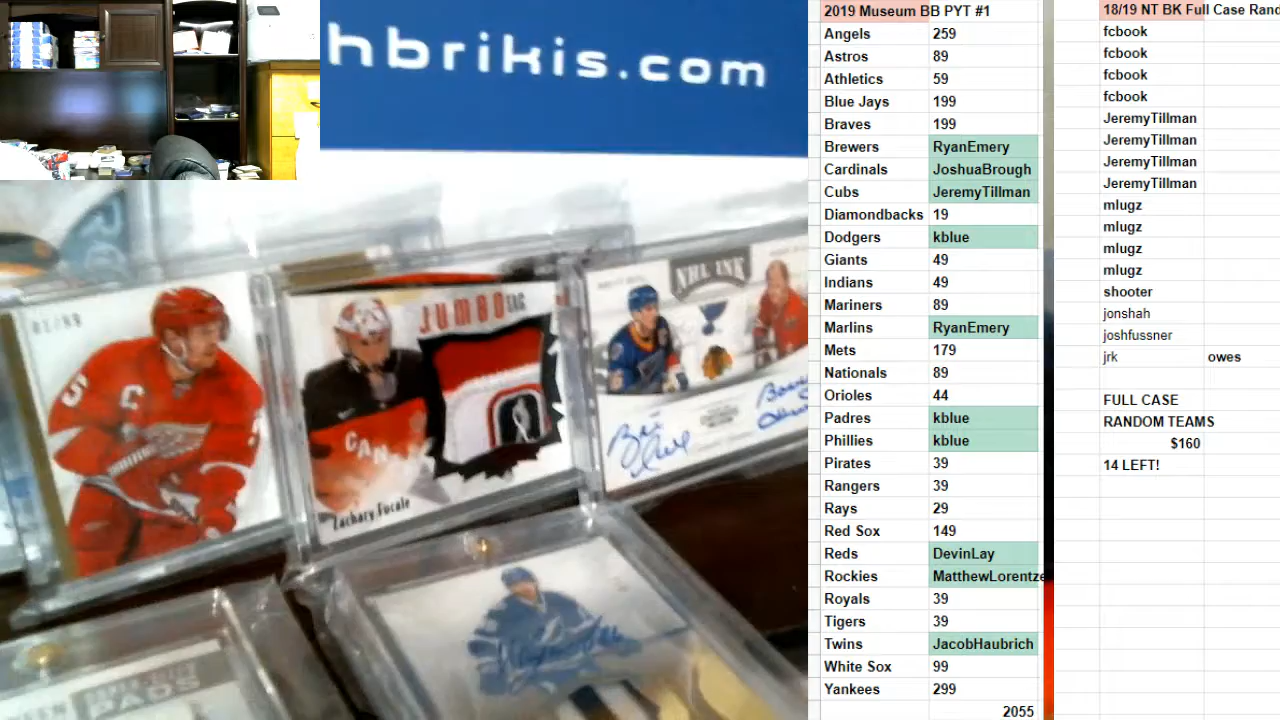 hbrikis.com
JUMBO
CAN
Zachary Fucale
NHL INK
C
5
2019 Museum BB PYT #1
Angels 259
Astros 89
Athletics 59
Blue Jays 199
Braves 199
Brewers RyanEmery
Cardinals JoshuaBrough
Cubs JeremyTillman
Diamondbacks 19
Dodgers kblue
Giants 49
Indians 49
Mariners 89
Marlins RyanEmery
Mets 179
Nationals 89
Orioles 44
Padres kblue
Phillies kblue
Pirates 39
Rangers 39
Rays 29
Red Sox 149
Reds DevinLay
Rockies MatthewLorentze
Royals 39
Tigers 39
Twins JacobHaubrich
White Sox 99
Yankees 299
2055
18/19 NT BK Full Case Rand
fcbook
fcbook
fcbook
fcbook
JeremyTillman
JeremyTillman
JeremyTillman
JeremyTillman
mlugz
mlugz
mlugz
mlugz
shooter
jonshah
joshfussner
jrk owes
FULL CASE
RANDOM TEAMS
$160
14 LEFT!